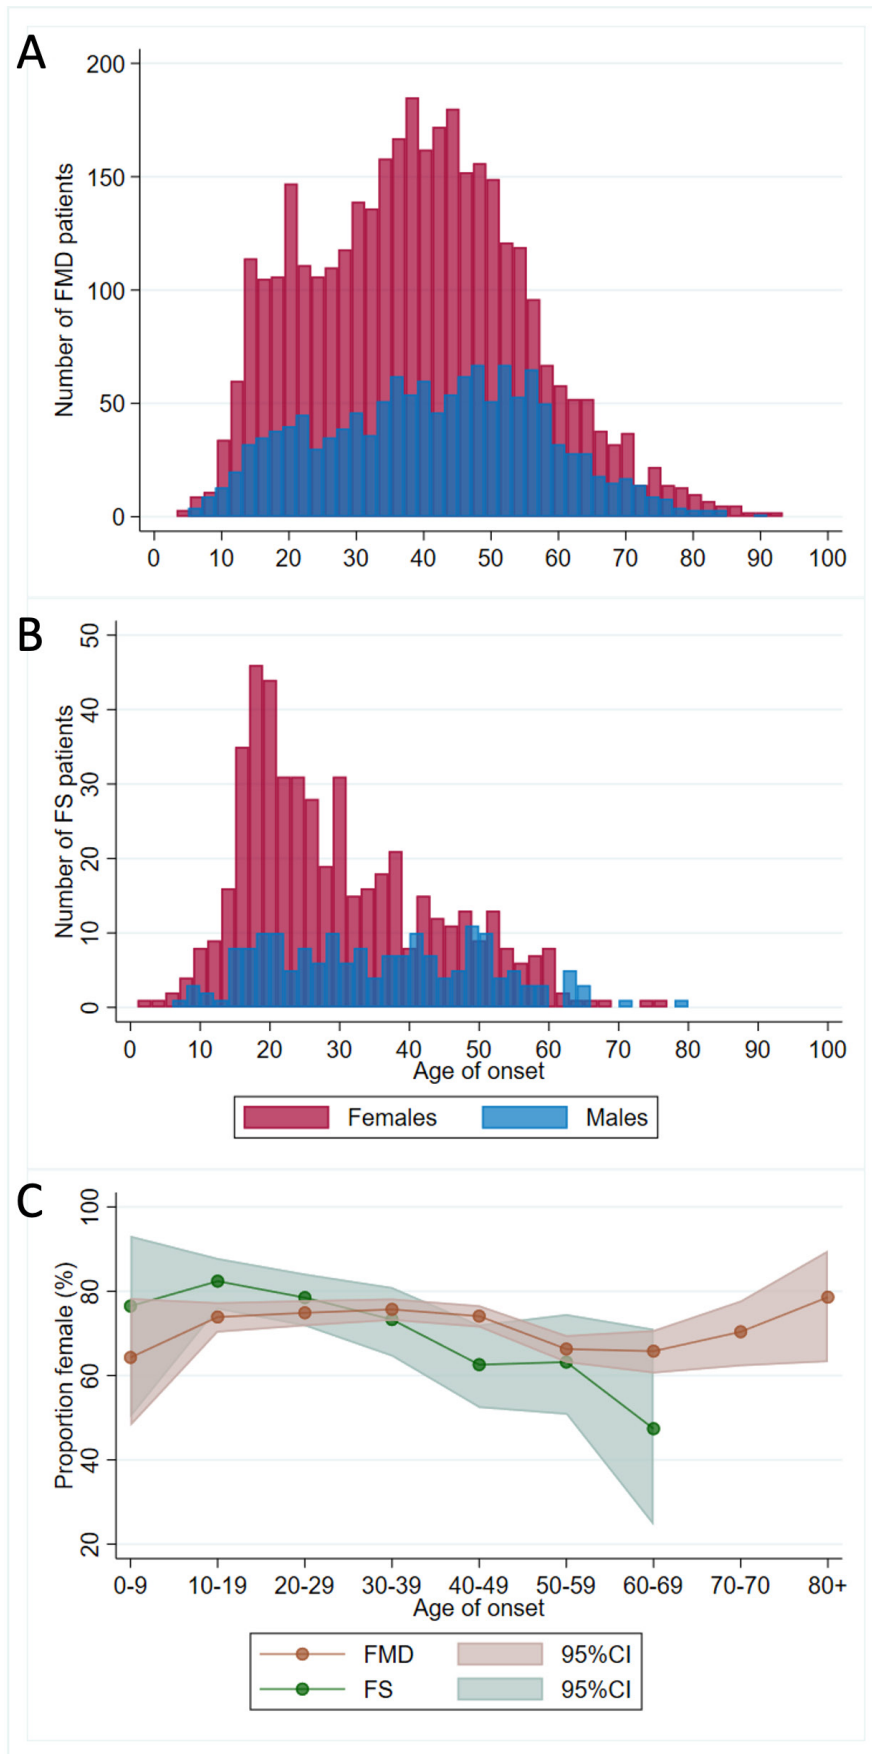 A
Number of FMD patients
200
150
100
50
0
0 10 20 30 40 50 60 70 80 90 100
B
Number of FS patients
50
40
30
20
10
0
0 10 20 30 40 50 60 70 80 90 100
Age of onset
Females Males
C
Proportion female (%)
100
80
60
40
20
0-9 10-19 20-29 30-39 40-49 50-59 60-69 70-70 80+
Age of onset
FMD 95%CI
FS 95%CI